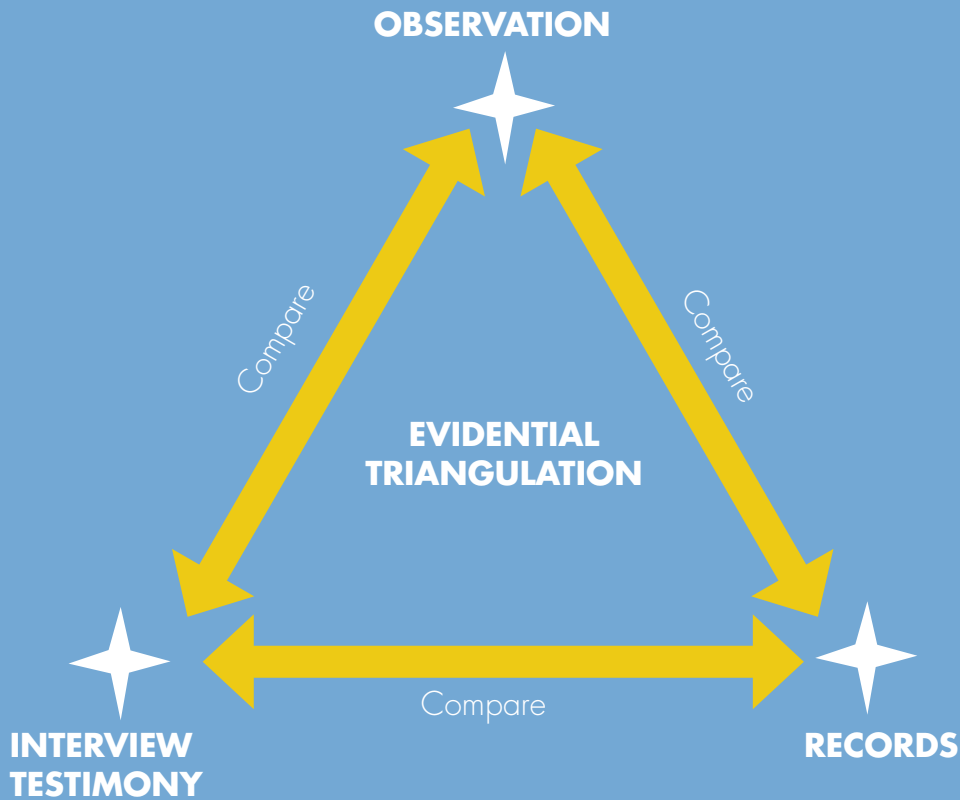 OBSERVATION
Compare
Compare
EVIDENTIAL
TRIANGULATION
Compare
INTERVIEW
TESTIMONY
RECORDS